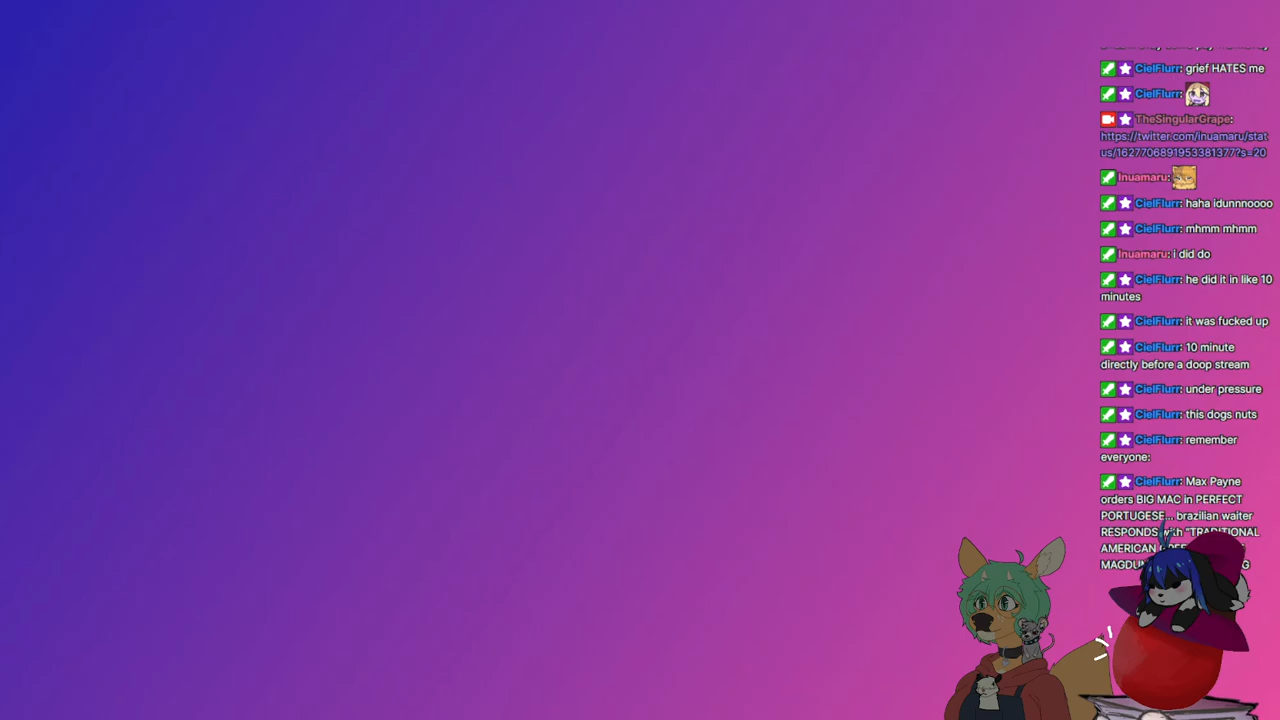 CielFlurr: grief HATES me
CielFlurr:
TheSingularGrape:
https://twitter.com/inuamaru/stat
us/1627706891953381377?s=20
Inuamaru:
CielFlurr: haha idunnnoooo
CielFlurr: mhmm mhmm
Inuamaru: i did do
CielFlurr: he did it in like 10
minutes
CielFlurr: it was fucked up
CielFlurr: 10 minute
directly before a doop stream
CielFlurr: under pressure
CielFlurr: this dogs nuts
CielFlurr: remember
everyone:
CielFlurr: Max Payne
orders BIG MAC in PERFECT
PORTUGESE... brazilian waiter
RESPONDS with "TRADITIONAL
AMERICAN